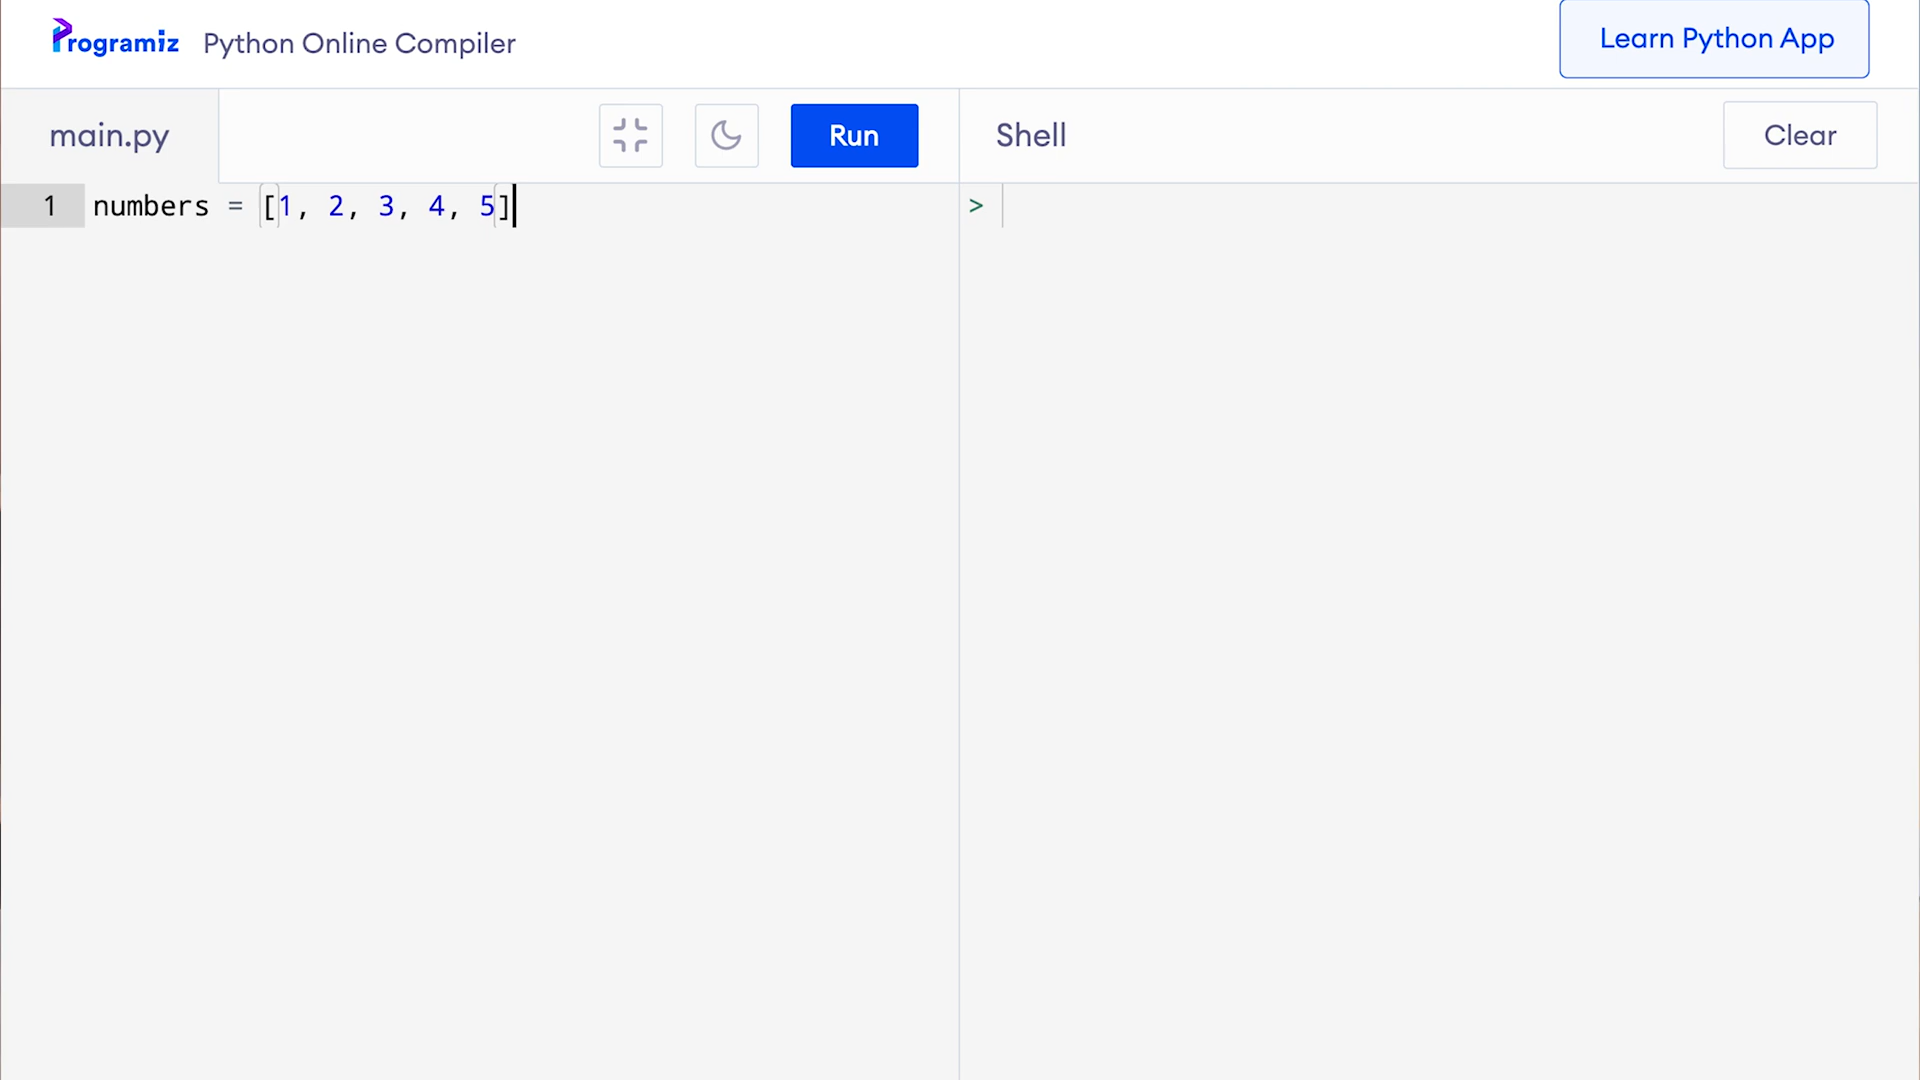 Programiz Python Online Compiler
Learn Python App
main.py
Run
Shell
Clear
1 numbers = [1, 2, 3, 4, 5]
>